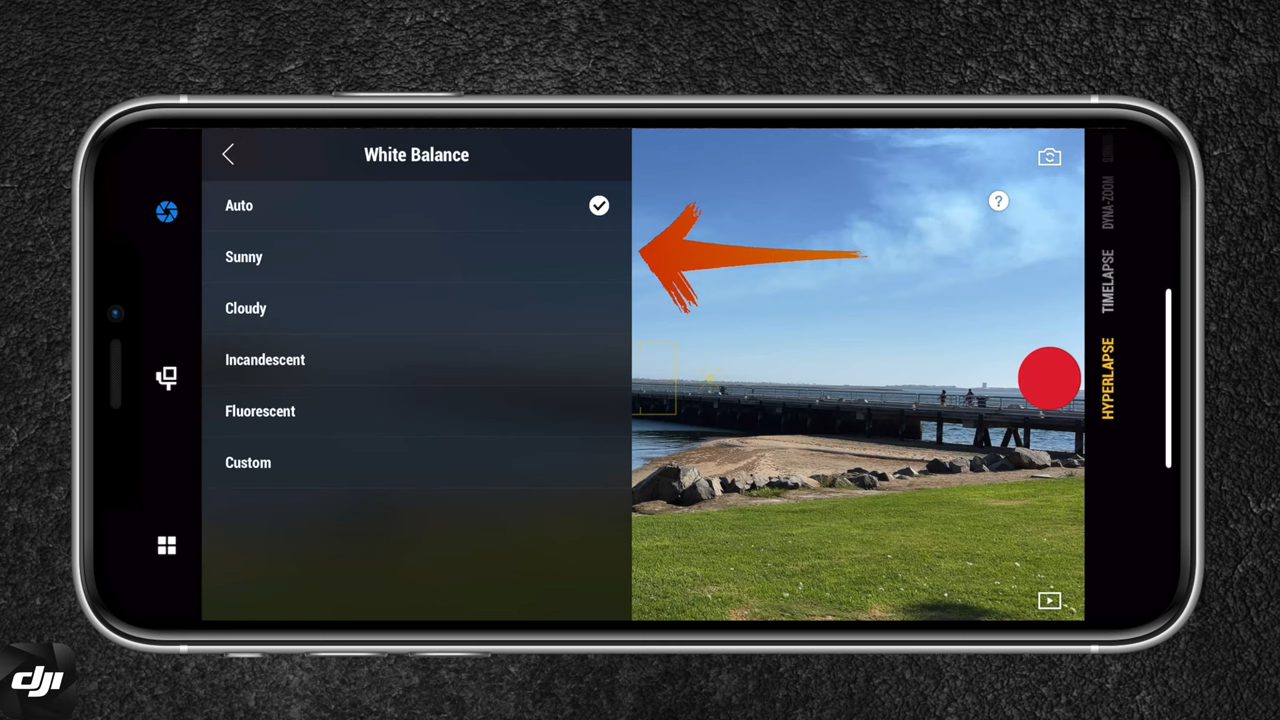 White Balance
Auto
Sunny
Cloudy
Incandescent
Fluorescent
Custom
?
DYNA-ZOOM
TIMELAPSE
HYPERLAPSE
dji